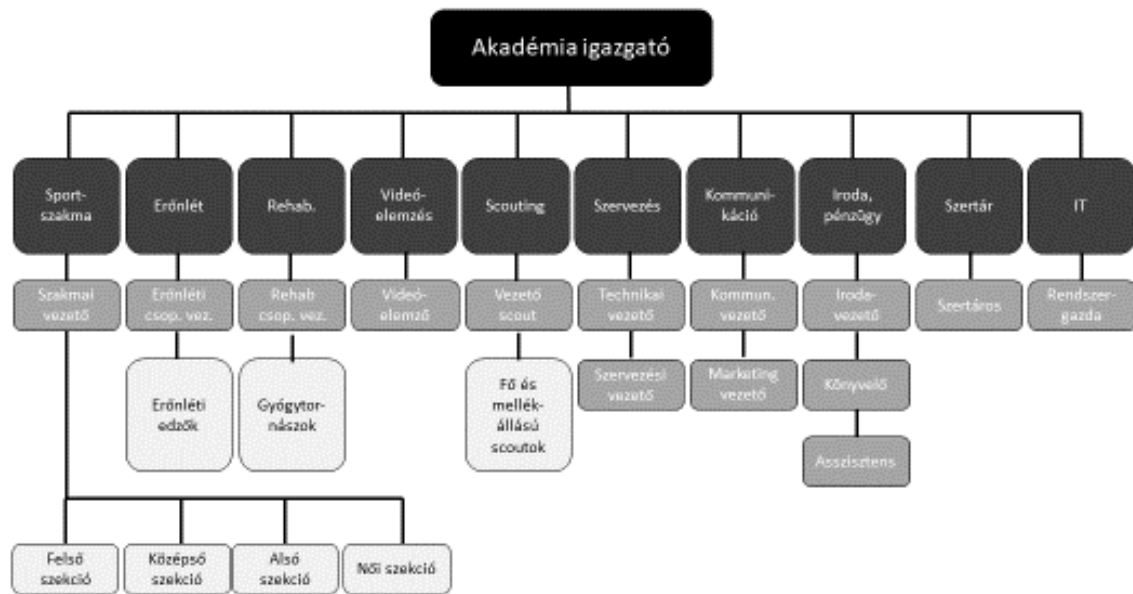 Akadémia igazgató
Sport-
szakma
Erőnlét
Rehab.
Videó-
elemzés
Scouting
Szervezés
Kommuni-
káció
Iroda,
pénzügy
Szertár
IT
Szakmai
vezető
Erőnléti
csop. vez.
Rehab
csop. vez.
Videó-
elemző
Vezető
scout
Technikai
vezető
Kommun.
vezető
Iroda-
vezető
Szertáros
Rendszer-
gazda
Erőnléti
edzők
Gyógytor-
nászok
Fő és
mellék-
állású
scoutok
Szervezési
vezető
Marketing
vezető
Könyvelő
Asszisztens
Felső
szekció
Középső
szekció
Alsó
szekció
Női szekció